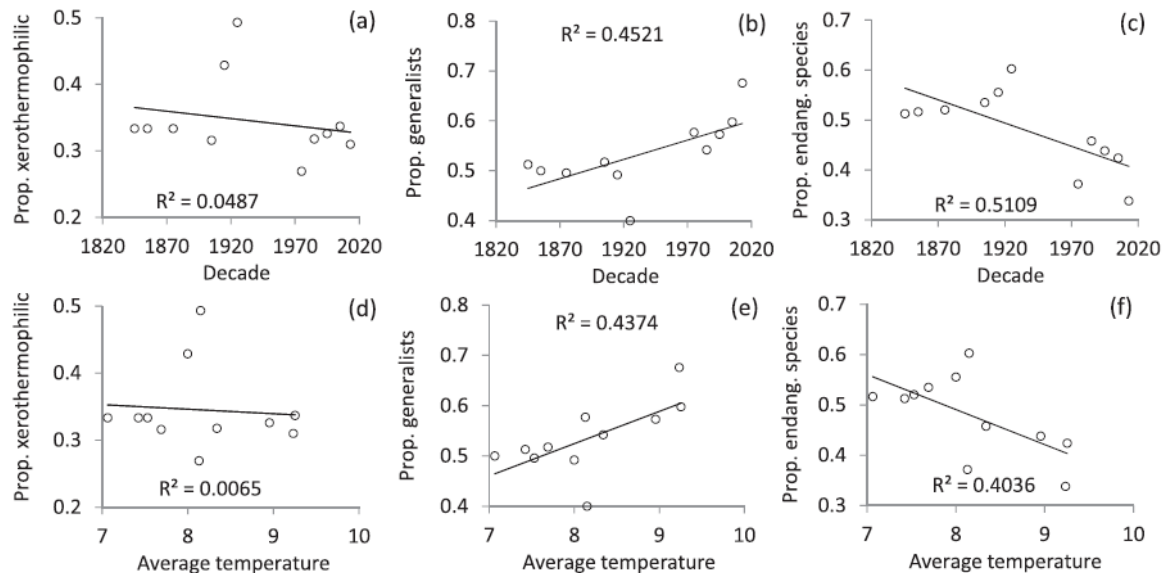 Prop. xerothermophilic
0.5
0.4
0.3
0.2
(a)
R² = 0.0487
1820 1870 1920 1970 2020
Decade
Prop. generalists
0.8
0.7
0.6
0.5
0.4
(b)
R² = 0.4521
1820 1870 1920 1970 2020
Decade
Prop. endang. species
0.7
0.6
0.5
0.4
0.3
(c)
R² = 0.5109
1820 1870 1920 1970 2020
Decade
Prop. xerothermophilic
0.5
0.4
0.3
0.2
(d)
R² = 0.0065
7 8 9 10
Average temperature
Prop. generalists
0.8
0.7
0.6
0.5
0.4
(e)
R² = 0.4374
7 8 9 10
Average temperature
Prop. endang. species
0.7
0.6
0.5
0.4
0.3
(f)
R² = 0.4036
7 8 9 10
Average temperature